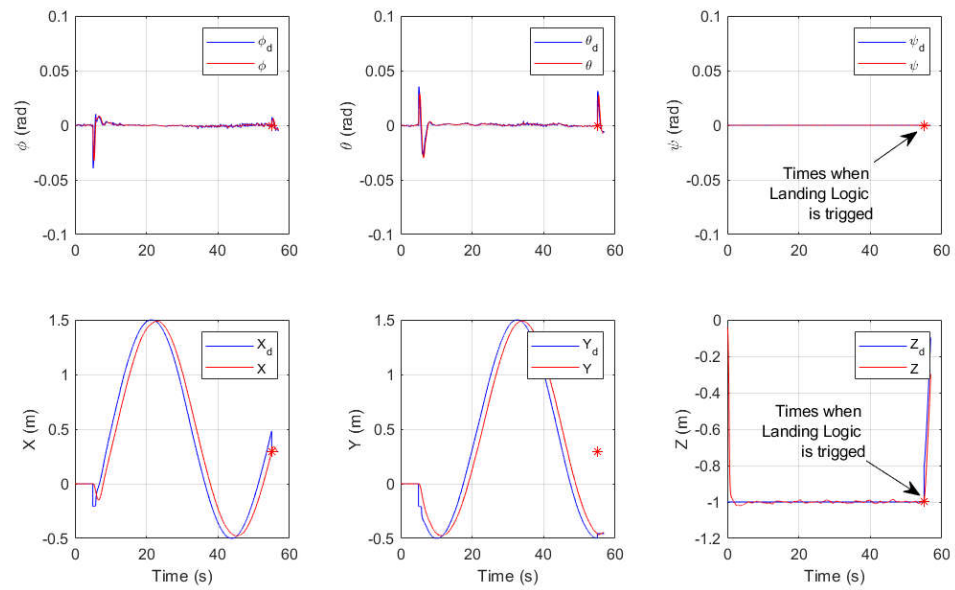 0.1
0.05
0
-0.05
-0.1
ϕ (rad)
ϕd
ϕ
0 20 40 60
0.1
0.05
0
-0.05
-0.1
θ (rad)
θd
θ
0 20 40 60
0.1
0.05
0
-0.05
-0.1
ψ (rad)
ψd
ψ
Times when
Landing Logic
is trigged
0 20 40 60
1.5
1
0.5
0
-0.5
X (m)
Xd
X
0 20 40 60
Time (s)
1.5
1
0.5
0
-0.5
Y (m)
Yd
Y
0 20 40 60
Time (s)
0
-0.2
-0.4
-0.6
-0.8
-1
-1.2
Z (m)
Zd
Z
Times when
Landing Logic
is trigged
0 20 40 60
Time (s)